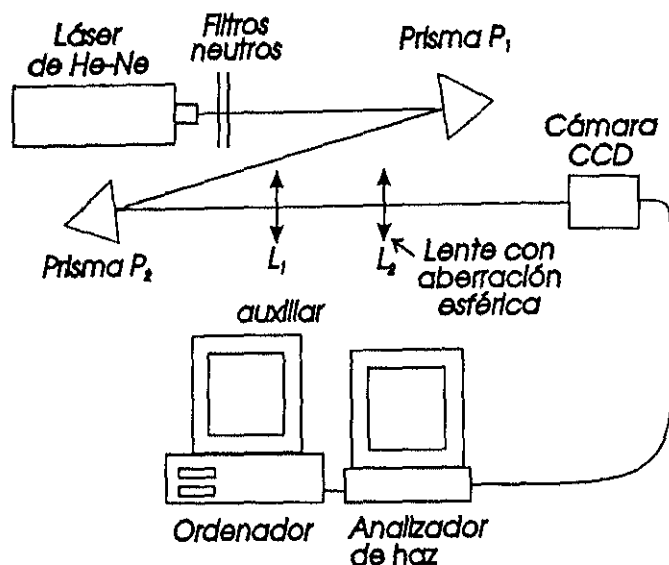 Láser
de He-Ne
Filtros
neutros
Prisma P₁
Cámara
CCD
Prisma P₂
L₁
L₂
Lente con
aberración
esférica
auxiliar
Ordenador
Analizador
de haz